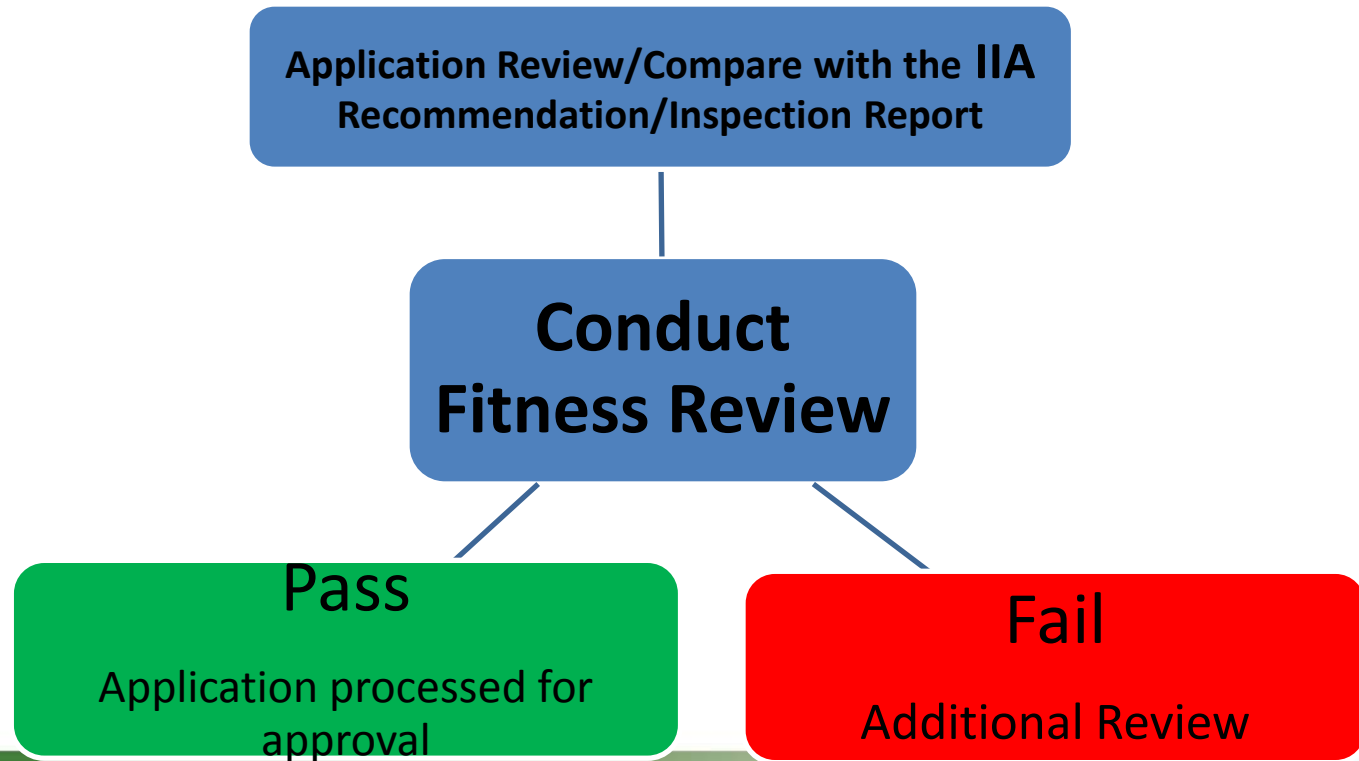 Application Review/Compare with the IIA
Recommendation/Inspection Report
Conduct
Fitness Review
Pass
Application processed for
approval
Fail
Additional Review